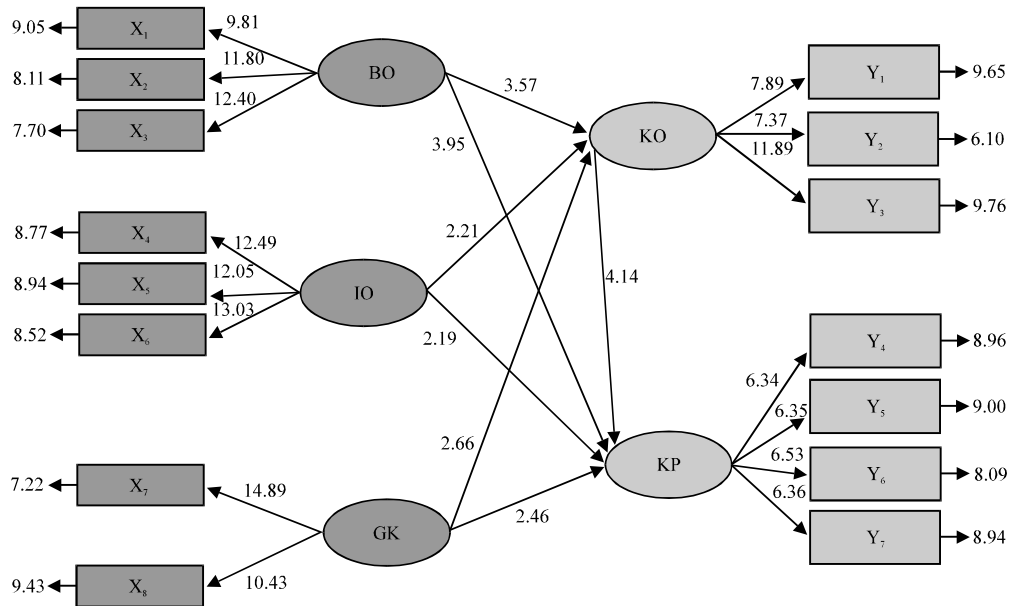 9.05
X₁
9.81
8.11
X₂
11.80
7.70
X₃
12.40
BO
3.57
3.95
8.77
X₄
12.49
8.94
X₅
12.05
8.52
X₆
13.03
IO
2.21
2.19
7.22
X₇
14.89
9.43
X₈
10.43
GK
2.66
2.46
KO
4.14
KP
7.89
Y₁
9.65
7.37
Y₂
6.10
11.89
Y₃
9.76
6.34
Y₄
8.96
6.35
Y₅
9.00
6.53
Y₆
8.09
6.36
Y₇
8.94